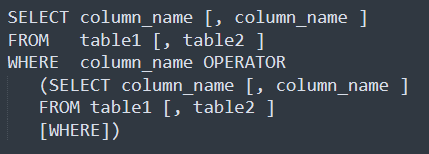 SELECT column_name [, column_name ]
FROM   table1 [, table2 ]
WHERE  column_name OPERATOR
   (SELECT column_name [, column_name ]
   FROM table1 [, table2 ]
   [WHERE])